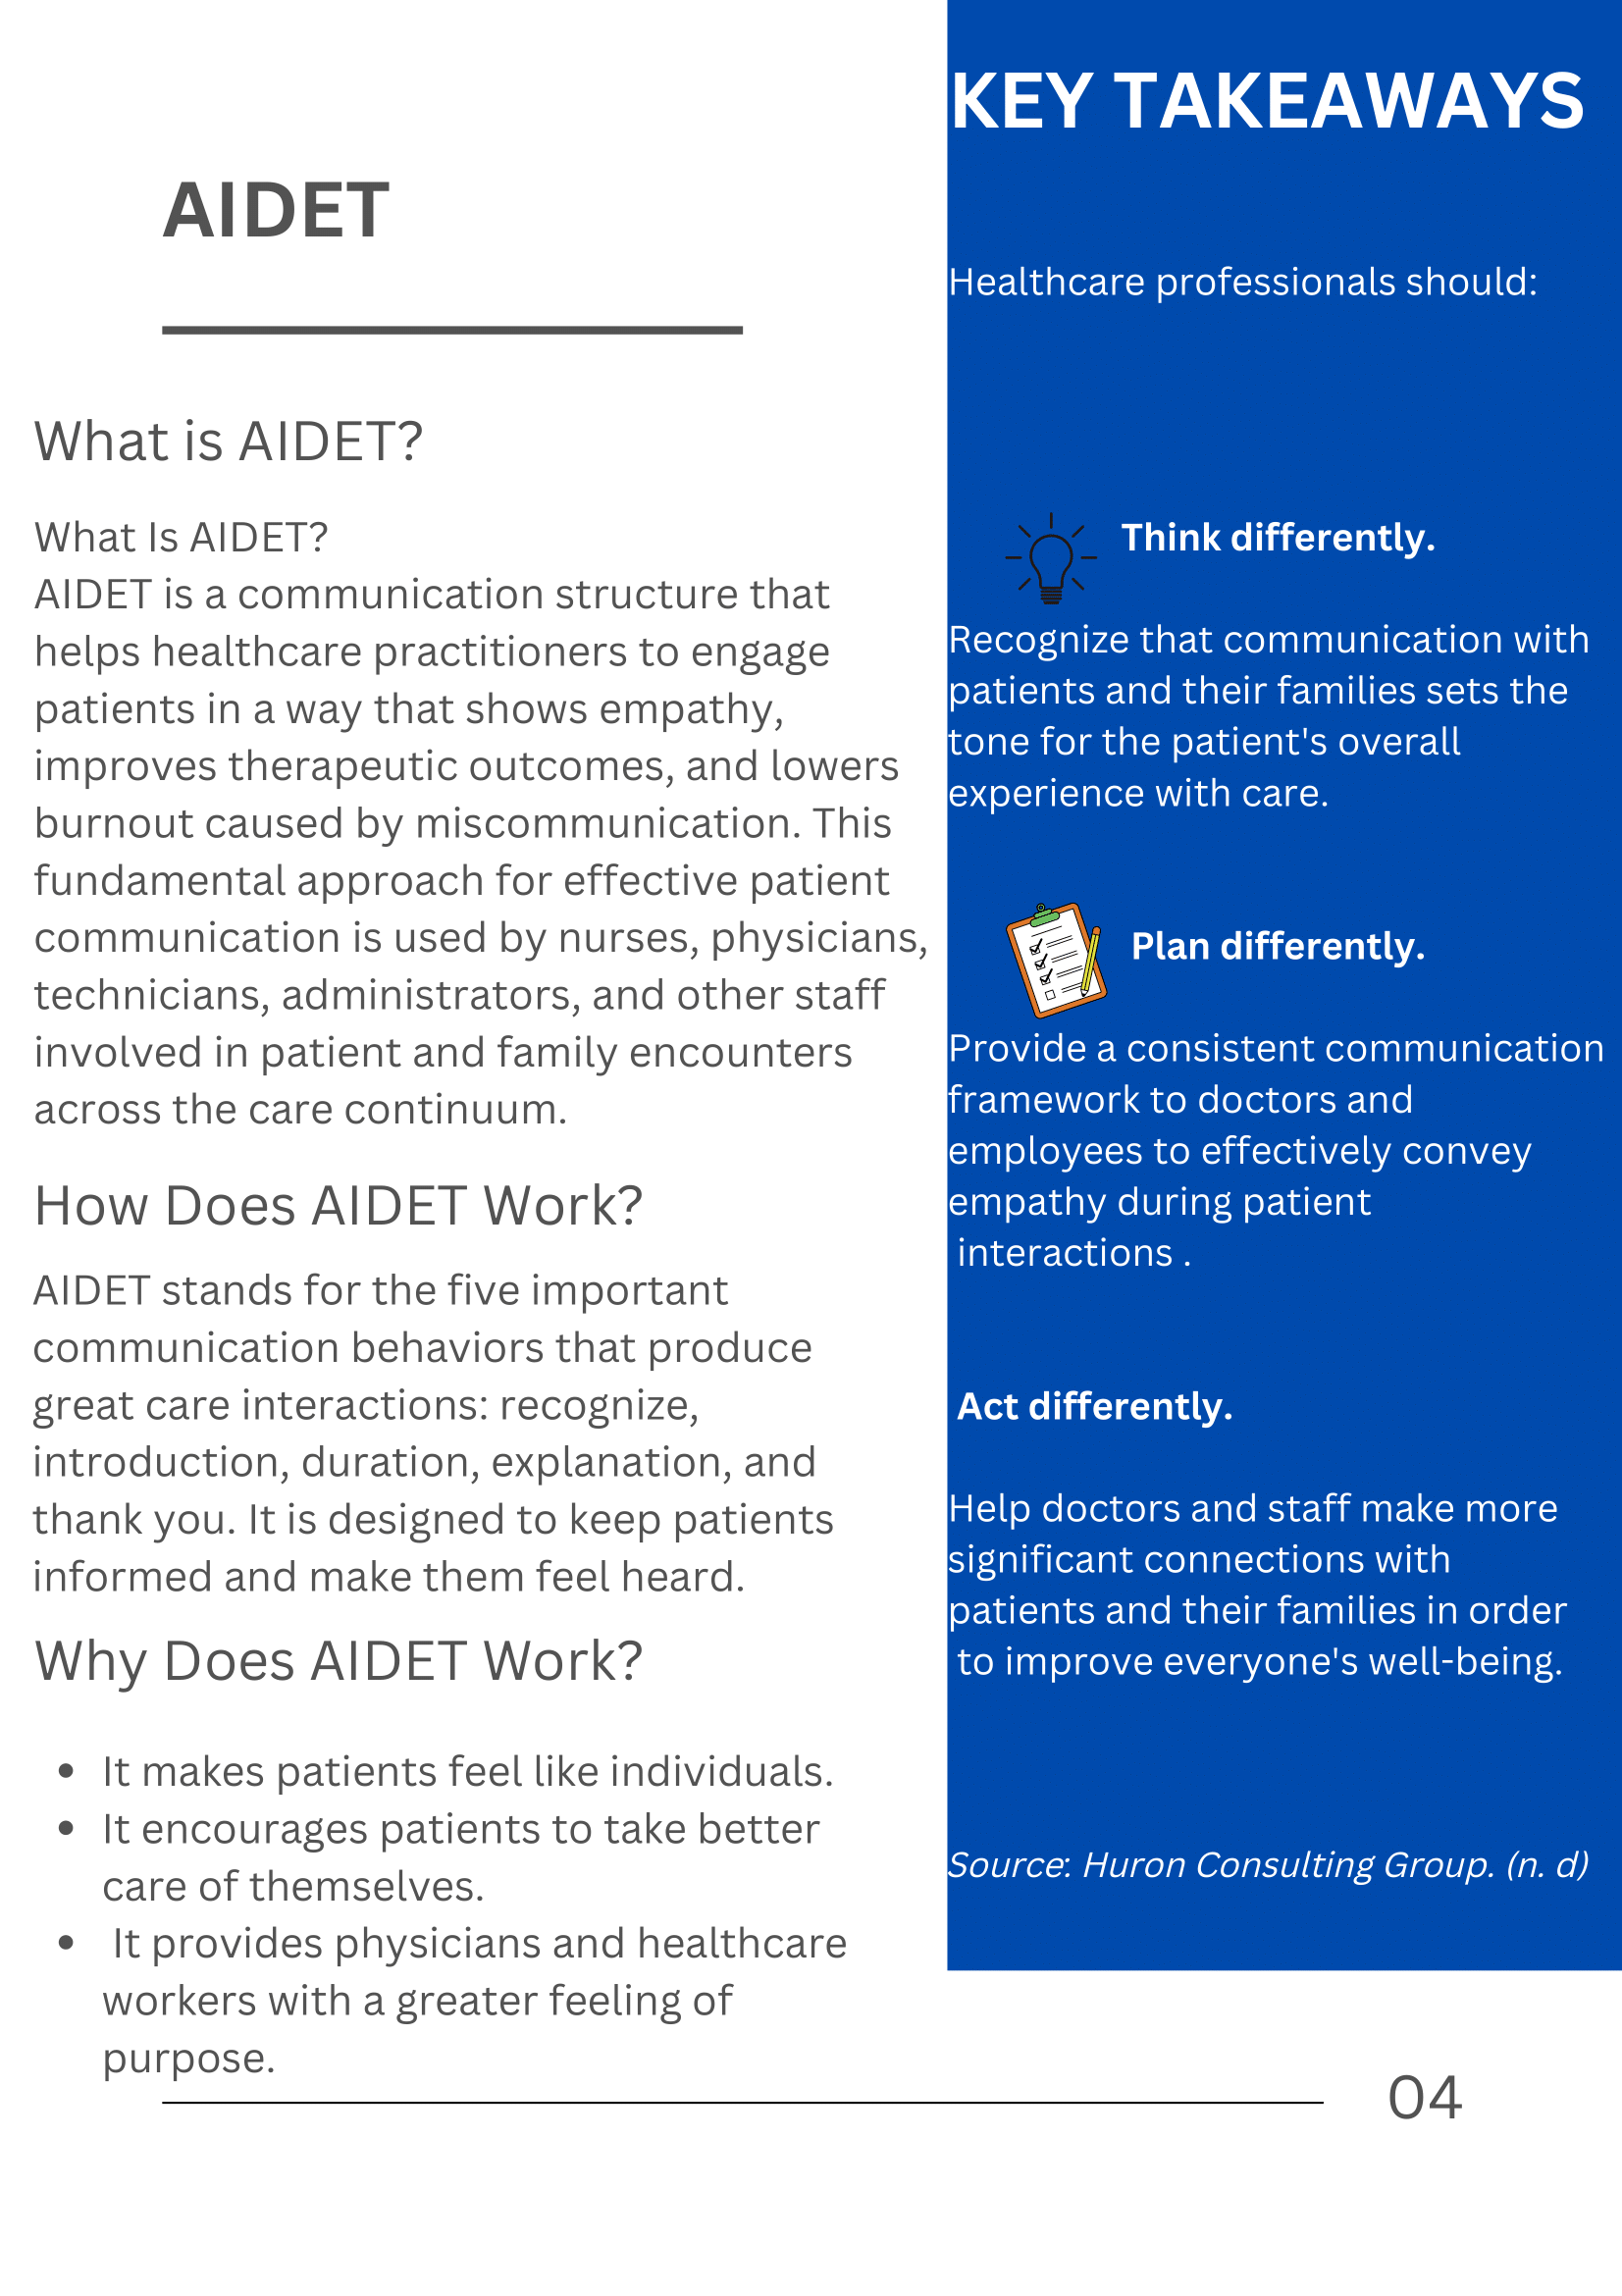 AIDET
What is AIDET?
What Is AIDET?
AIDET is a communication structure that
helps healthcare practitioners to engage
patients in a way that shows empathy,
improves therapeutic outcomes, and lowers
burnout caused by miscommunication. This
fundamental approach for effective patient
communication is used by nurses, physicians,
technicians, administrators, and other staff
involved in patient and family encounters
across the care continuum.
How Does AIDET Work?
AIDET stands for the five important
communication behaviors that produce
great care interactions: recognize,
introduction, duration, explanation, and
thank you. It is designed to keep patients
informed and make them feel heard.
Why Does AIDET Work?
• It makes patients feel like individuals.
• It encourages patients to take better
care of themselves.
• It provides physicians and healthcare
workers with a greater feeling of
purpose.
KEY TAKEAWAYS
Healthcare professionals should:
Think differently.
Recognize that communication with
patients and their families sets the
tone for the patient's overall
experience with care.
Plan differently.
Provide a consistent communication
framework to doctors and
employees to effectively convey
empathy during patient
interactions .
Act differently.
Help doctors and staff make more
significant connections with
patients and their families in order
to improve everyone's well-being.
Source: Huron Consulting Group. (n. d)
04